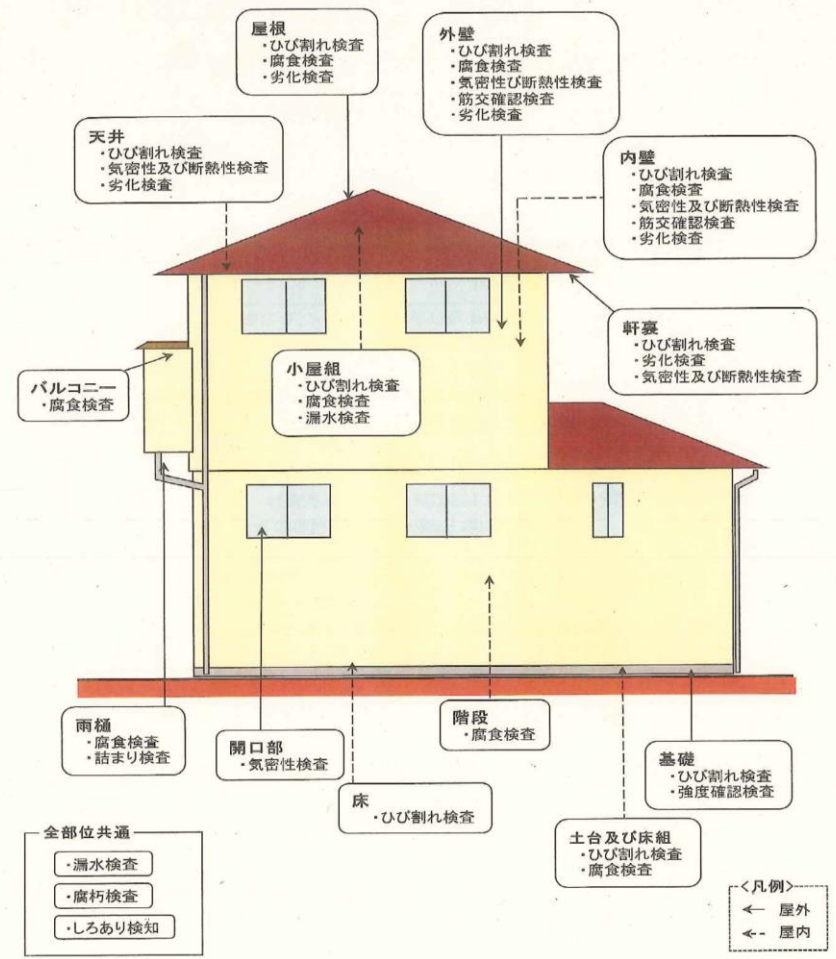 屋根
・ひび割れ検査
・腐食検査
・劣化検査
外壁
・ひび割れ検査
・腐食検査
・気密性び断熱性検査
・筋交確認検査
・劣化検査
天井
・ひび割れ検査
・気密性及び断熱性検査
・劣化検査
内壁
・ひび割れ検査
・腐食検査
・気密性及び断熱性検査
・筋交確認検査
・劣化検査
軒裏
・ひび割れ検査
・劣化検査
・気密性及び断熱性検査
バルコニー
・腐食検査
小屋組
・ひび割れ検査
・腐食検査
・漏水検査
雨樋
・腐食検査
・詰まり検査
開口部
・気密性検査
階段
・腐食検査
基礎
・ひび割れ検査
・強度確認検査
床
・ひび割れ検査
土台及び床組
・ひび割れ検査
・腐食検査
全部位共通
・漏水検査
・腐朽検査
・しろあり検知
<凡例>
屋外
屋内